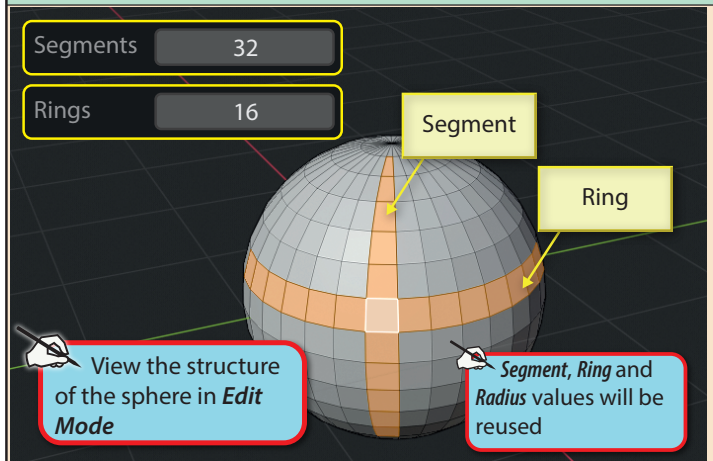 Segments 32
Rings 16
Segment
Ring
View the structure
of the sphere in Edit
Mode
Segment, Ring and
Radius values will be
reused